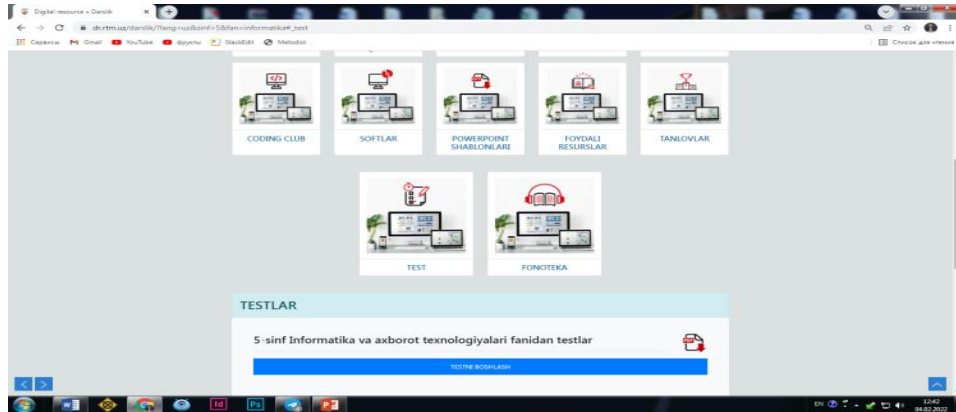 Digital resource » Darslik
dr.rtm.uz/darslik/?lang=uz&sinf=5&fan=informatika#_test
Сервисы Gmail YouTube фрукты StackEdit Metodist Список для чтения
CODING CLUB SOFTLAR POWERPOINT SHABLONLARI FOYDALI RESURSLAR TANLOVLAR
TEST FONOTEKA
TESTLAR
5-sinf Informatika va axborot texnologiyalari fanidan testlar
TESTNI BOSHLASH
EN 12:42
04.02.2022